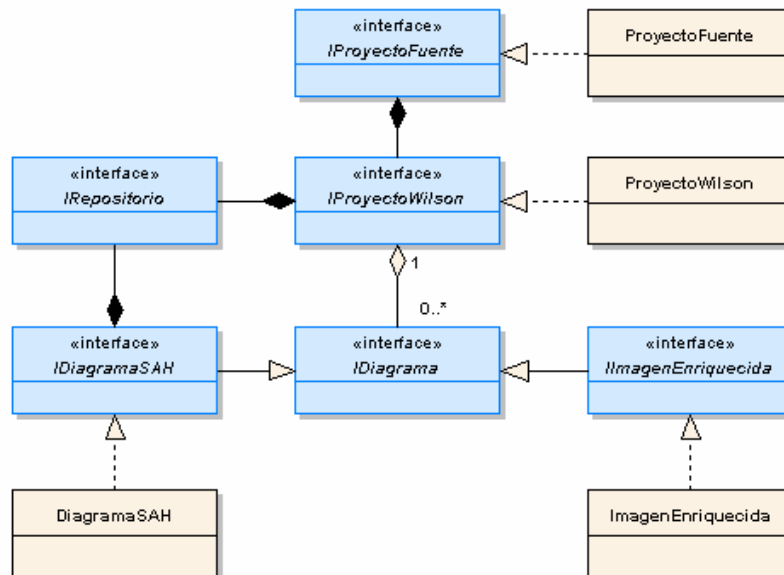 «interface»
IProyectoFuente
ProyectoFuente
«interface»
IRepositorio
«interface»
IProyectoWilson
ProyectoWilson
1
0..*
«interface»
IDiagramaSAH
«interface»
IDiagrama
«interface»
IImagenEnriquecida
DiagramaSAH
ImagenEnriquecida